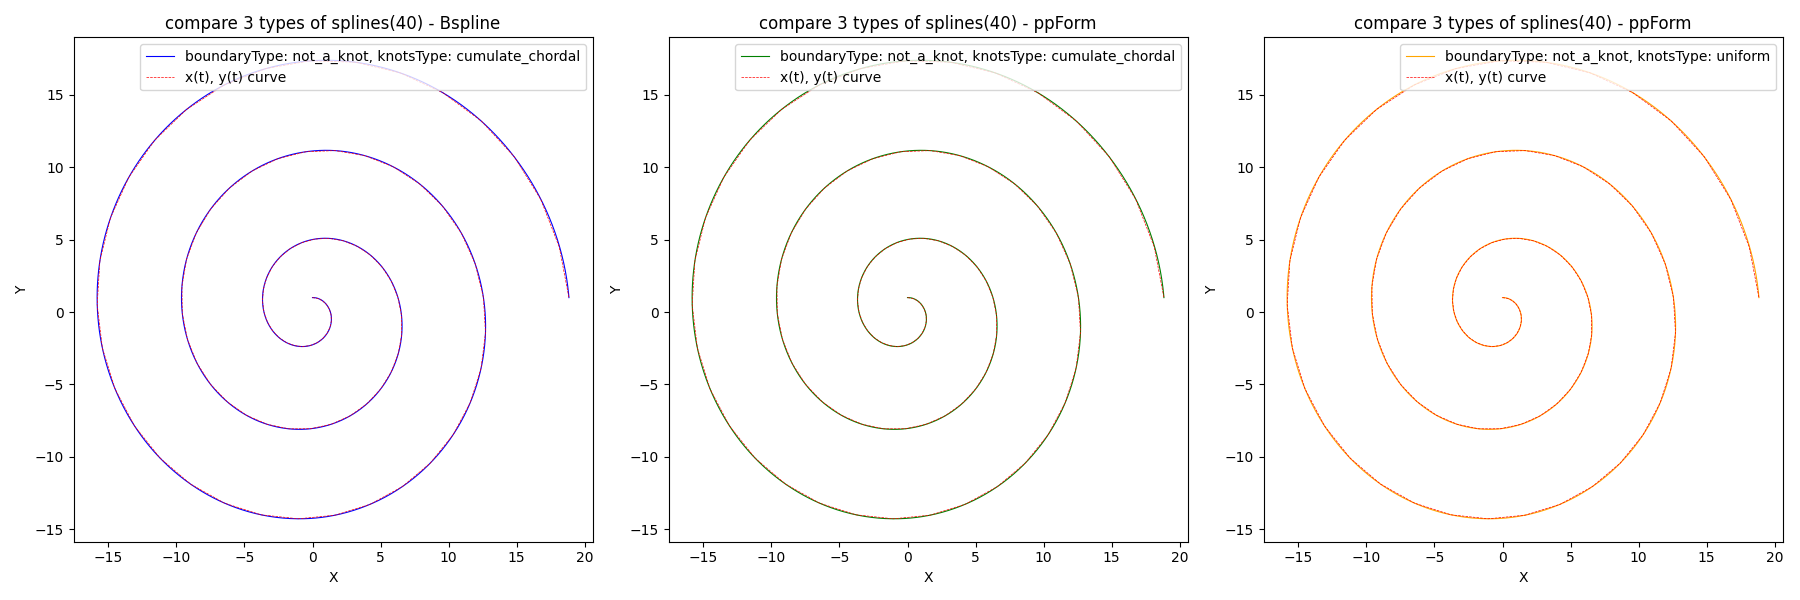 compare 3 types of splines(40) - Bspline
boundaryType: not_a_knot, knotsType: cumulate_chordal
x(t), y(t) curve
15
10
5
0
−5
−10
−15
Y
−15 −10 −5 0 5 10 15 20
X
compare 3 types of splines(40) - ppForm
boundaryType: not_a_knot, knotsType: cumulate_chordal
x(t), y(t) curve
15
10
5
0
−5
−10
−15
Y
−15 −10 −5 0 5 10 15 20
X
compare 3 types of splines(40) - ppForm
boundaryType: not_a_knot, knotsType: uniform
x(t), y(t) curve
15
10
5
0
−5
−10
−15
Y
−15 −10 −5 0 5 10 15 20
X